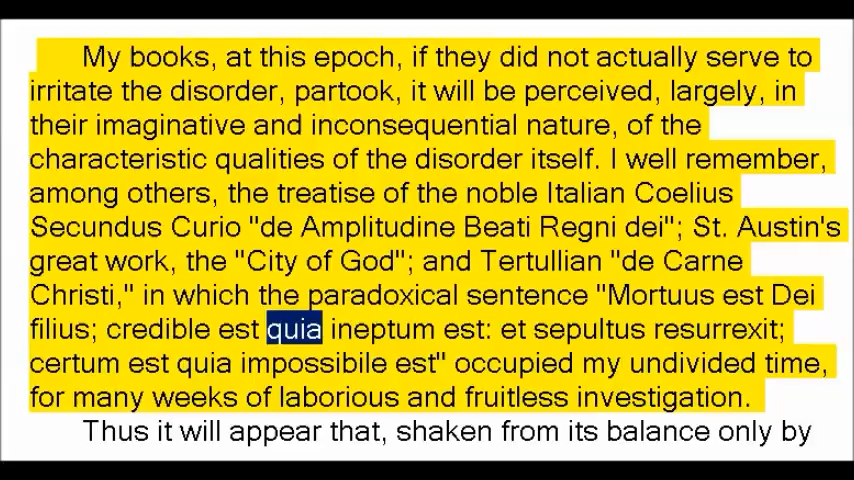 My books, at this epoch, if they did not actually serve to
irritate the disorder, partook, it will be perceived, largely, in
their imaginative and inconsequential nature, of the
characteristic qualities of the disorder itself. I well remember,
among others, the treatise of the noble Italian Coelius
Secundus Curio "de Amplitudine Beati Regni dei"; St. Austin's
great work, the "City of God"; and Tertullian "de Carne
Christi," in which the paradoxical sentence "Mortuus est Dei
filius; credible est quia ineptum est: et sepultus resurrexit;
certum est quia impossibile est" occupied my undivided time,
for many weeks of laborious and fruitless investigation.
Thus it will appear that, shaken from its balance only by